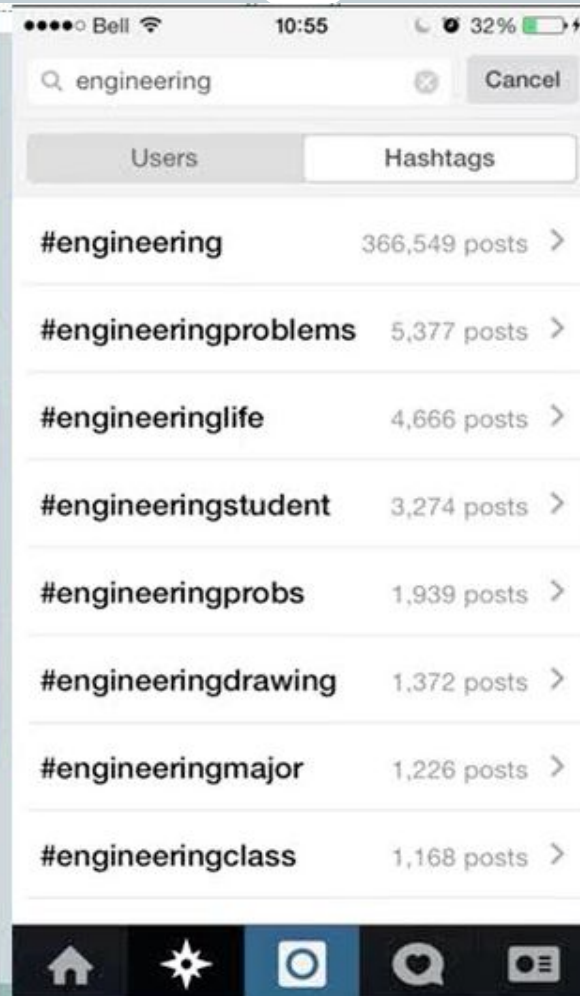 Bell 10:55 32%
engineering Cancel
Users Hashtags
#engineering 366,549 posts
#engineeringproblems 5,377 posts
#engineeringlife 4,666 posts
#engineeringstudent 3,274 posts
#engineeringprobs 1,939 posts
#engineeringdrawing 1,372 posts
#engineeringmajor 1,226 posts
#engineeringclass 1,168 posts